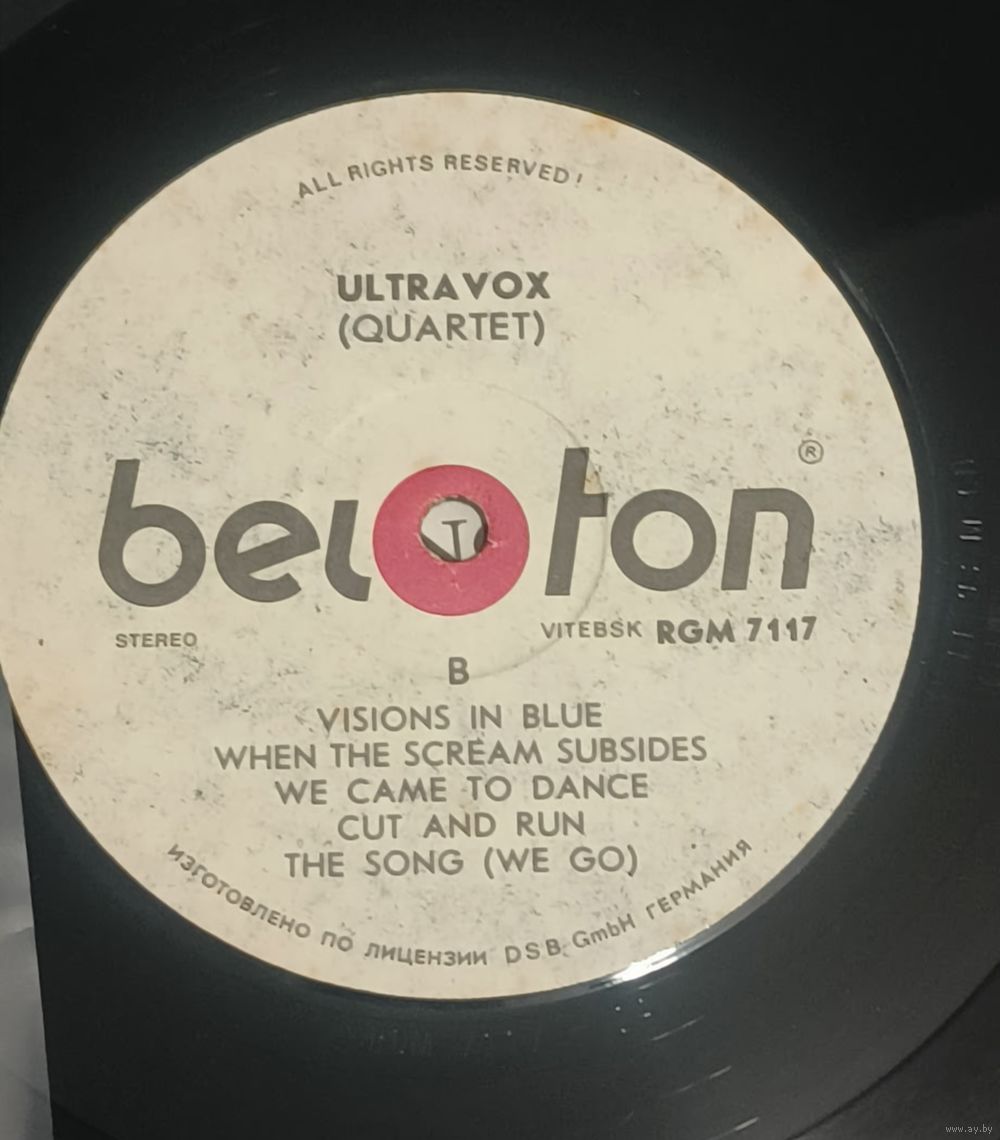 ALL RIGHTS RESERVED!
ULTRAVOX
(QUARTET)
beloton ®
STEREO
VITEBSK RGM 7117
B
VISIONS IN BLUE
WHEN THE SCREAM SUBSIDES
WE CAME TO DANCE
CUT AND RUN
THE SONG (WE GO)
ИЗГОТОВЛЕНО ПО ЛИЦЕНЗИИ DSB. GmbH ГЕРМАНИЯ
www.ay.by